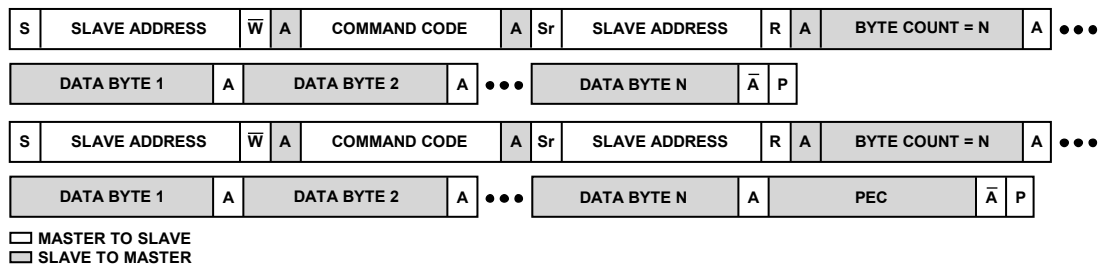 S SLAVE ADDRESS W̅ A COMMAND CODE A Sr SLAVE ADDRESS R A BYTE COUNT = N A •••
DATA BYTE 1 A DATA BYTE 2 A ••• DATA BYTE N A̅ P
S SLAVE ADDRESS W̅ A COMMAND CODE A Sr SLAVE ADDRESS R A BYTE COUNT = N A •••
DATA BYTE 1 A DATA BYTE 2 A ••• DATA BYTE N A PEC A̅ P
MASTER TO SLAVE
SLAVE TO MASTER